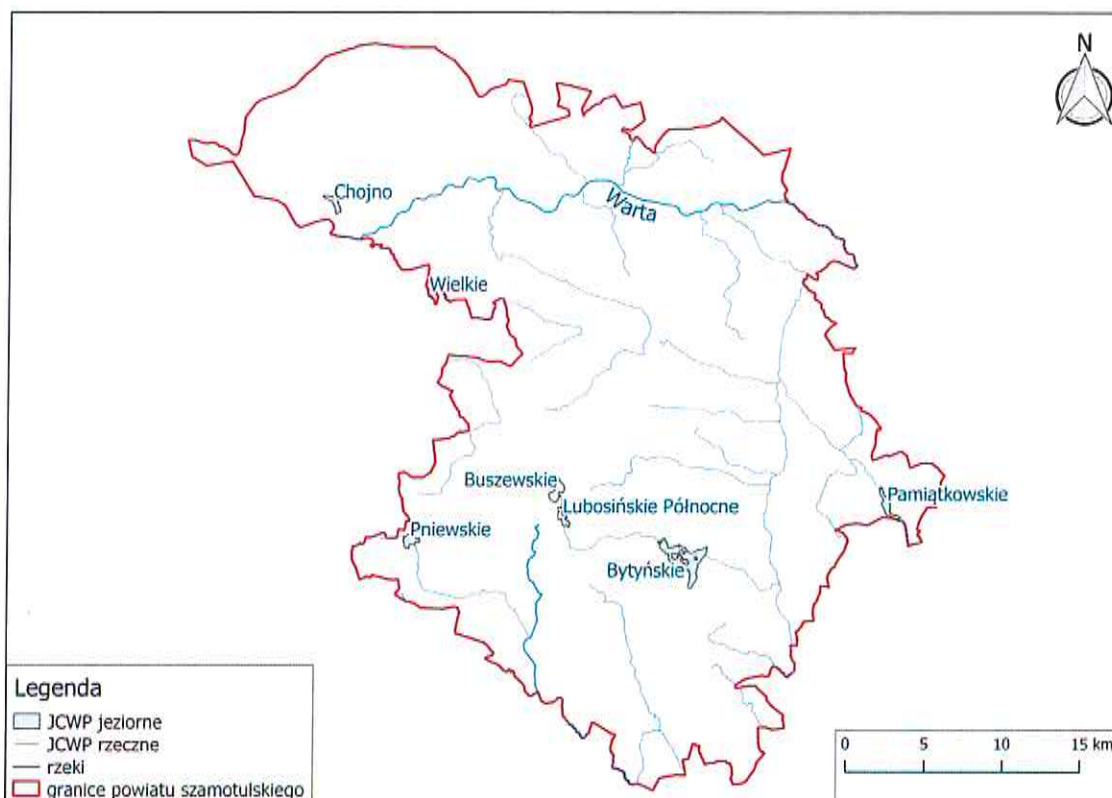 N
Chojno
Warta
Wielkie
Buszewskie
Lubosińskie Północne
Pamiątkowskie
Pniewskie
Bytyńskie
Legenda
JCWP jeziorne
JCWP rzeczne
rzeki
granice powiatu szamotulskiego
0 5 10 15 km